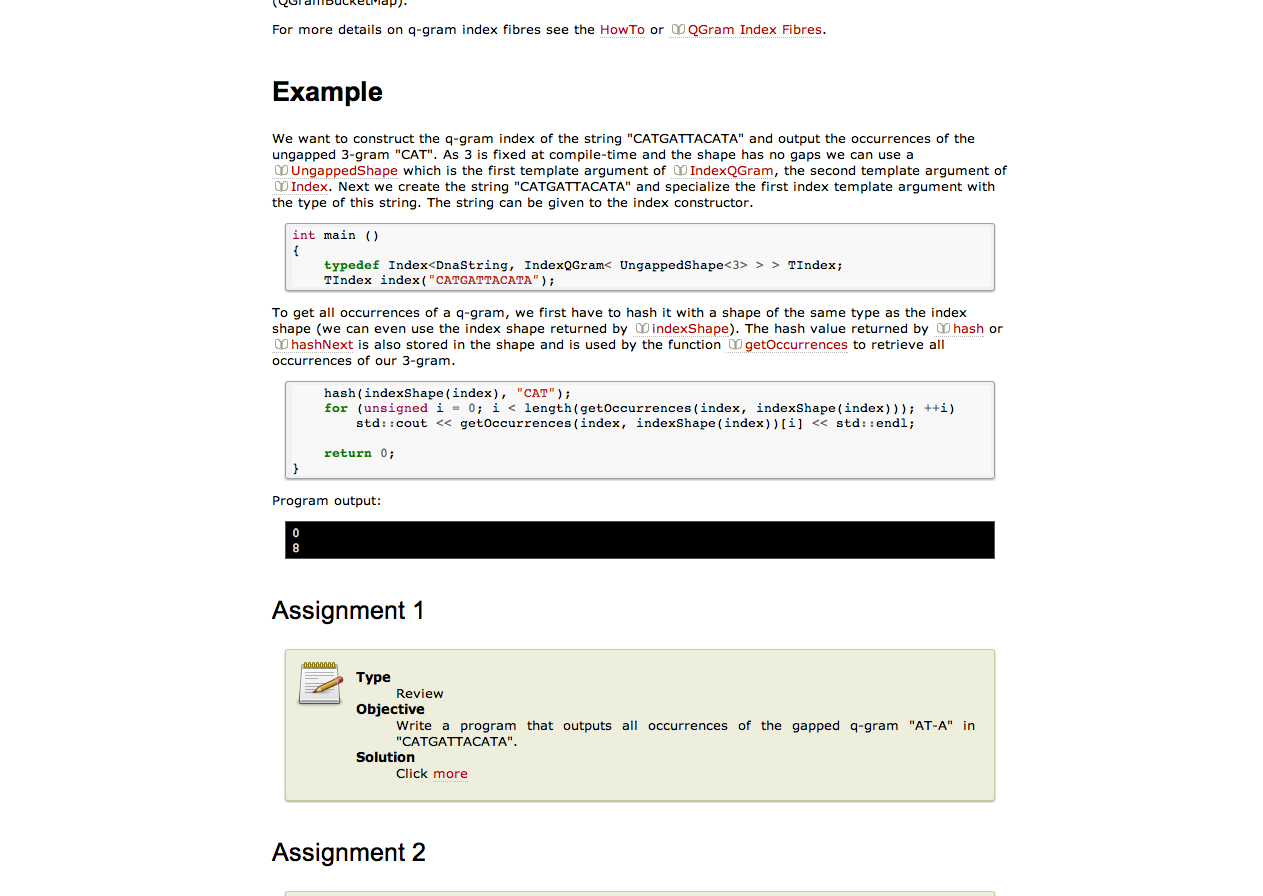 (QGramBucketMap).
For more details on q-gram index fibres see the HowTo or QGram Index Fibres.
Example
We want to construct the q-gram index of the string "CATGATTACATA" and output the occurrences of the
ungapped 3-gram "CAT". As 3 is fixed at compile-time and the shape has no gaps we can use a
UngappedShape which is the first template argument of IndexQGram, the second template argument of
Index. Next we create the string "CATGATTACATA" and specialize the first index template argument with
the type of this string. The string can be given to the index constructor.
int main ()
{
    typedef Index<DnaString, IndexQGram< UngappedShape<3> > > TIndex;
    TIndex index("CATGATTACATA");
To get all occurrences of a q-gram, we first have to hash it with a shape of the same type as the index
shape (we can even use the index shape returned by indexShape). The hash value returned by hash or
hashNext is also stored in the shape and is used by the function getOccurrences to retrieve all
occurrences of our 3-gram.
    hash(indexShape(index), "CAT");
    for (unsigned i = 0; i < length(getOccurrences(index, indexShape(index))); ++i)
        std::cout << getOccurrences(index, indexShape(index))[i] << std::endl;
    return 0;
}
Program output:
0
8
Assignment 1
Type
Review
Objective
Write a program that outputs all occurrences of the gapped q-gram "AT-A" in
"CATGATTACATA".
Solution
Click more
Assignment 2